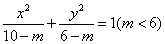 x²/(10−m) + y²/(6−m) = 1(m < 6)